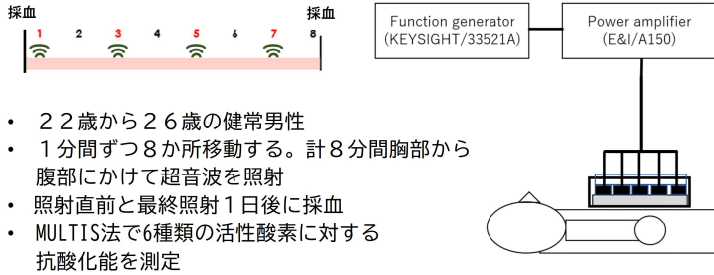 採血 採血
1 2 3 4 5 6 7 8
Function generator
(KEYSIGHT/33521A)
Power amplifier
(E&I/A150)
• ２２歳から２６歳の健常男性
• １分間ずつ８か所移動する。計８分間胸部から
腹部にかけて超音波を照射
• 照射直前と最終照射１日後に採血
• MULTIS法で6種類の活性酸素に対する
抗酸化能を測定